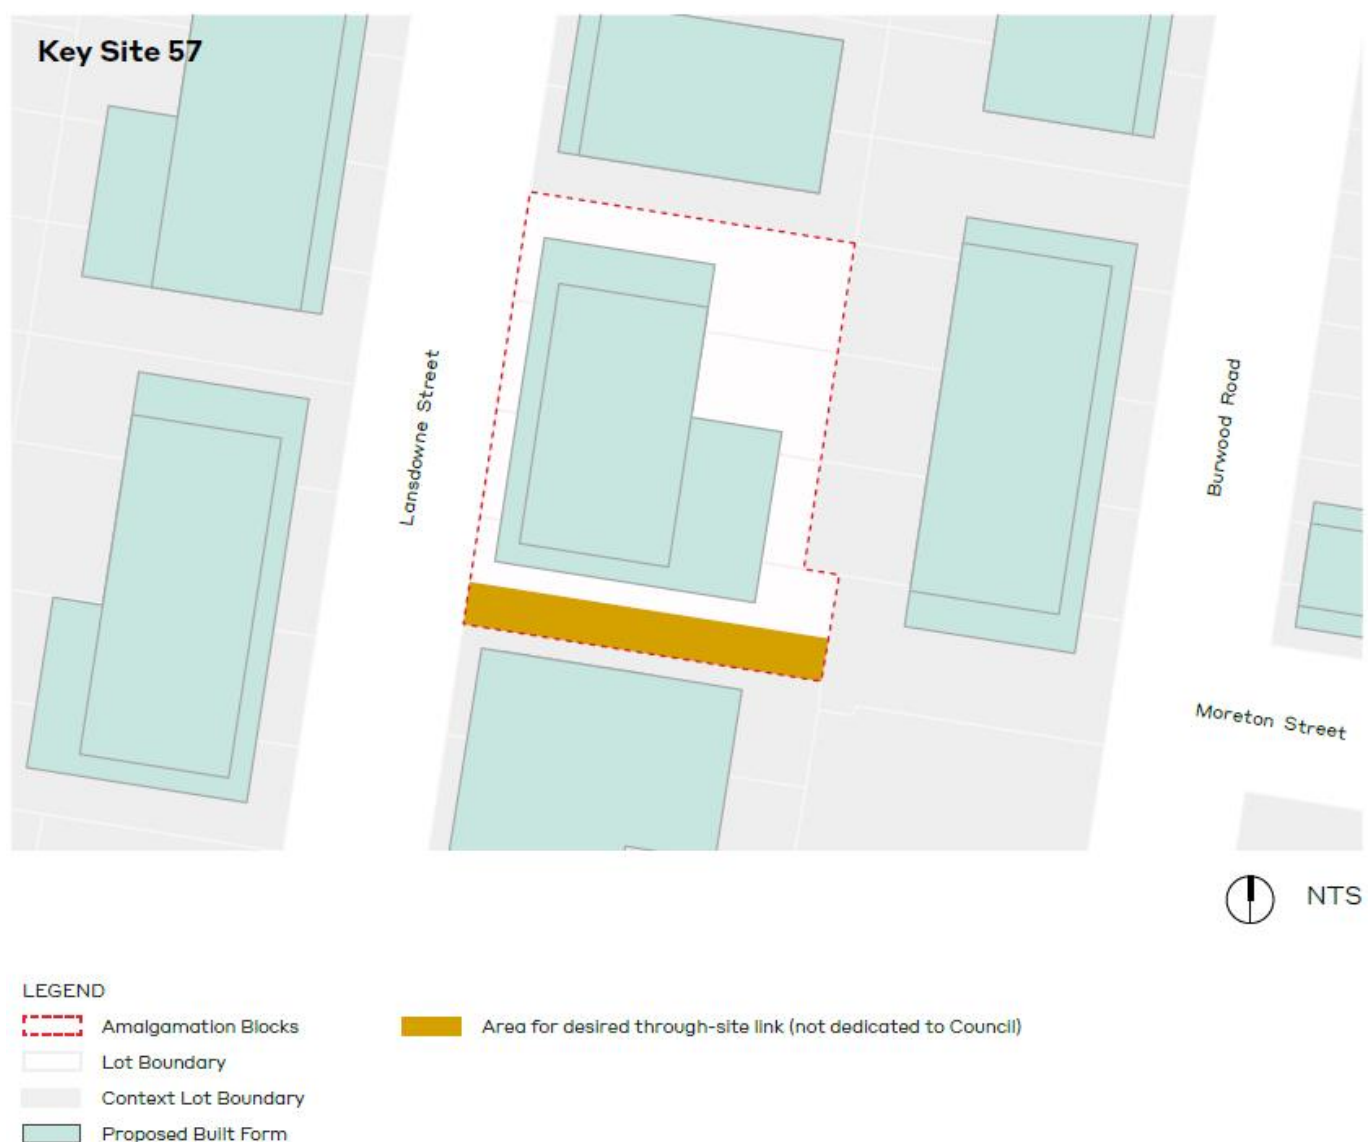 Key Site 57
Lansdowne Street
Burwood Road
Moreton Street
NTS
LEGEND
Amalgamation Blocks
Area for desired through-site link (not dedicated to Council)
Lot Boundary
Context Lot Boundary
Proposed Built Form